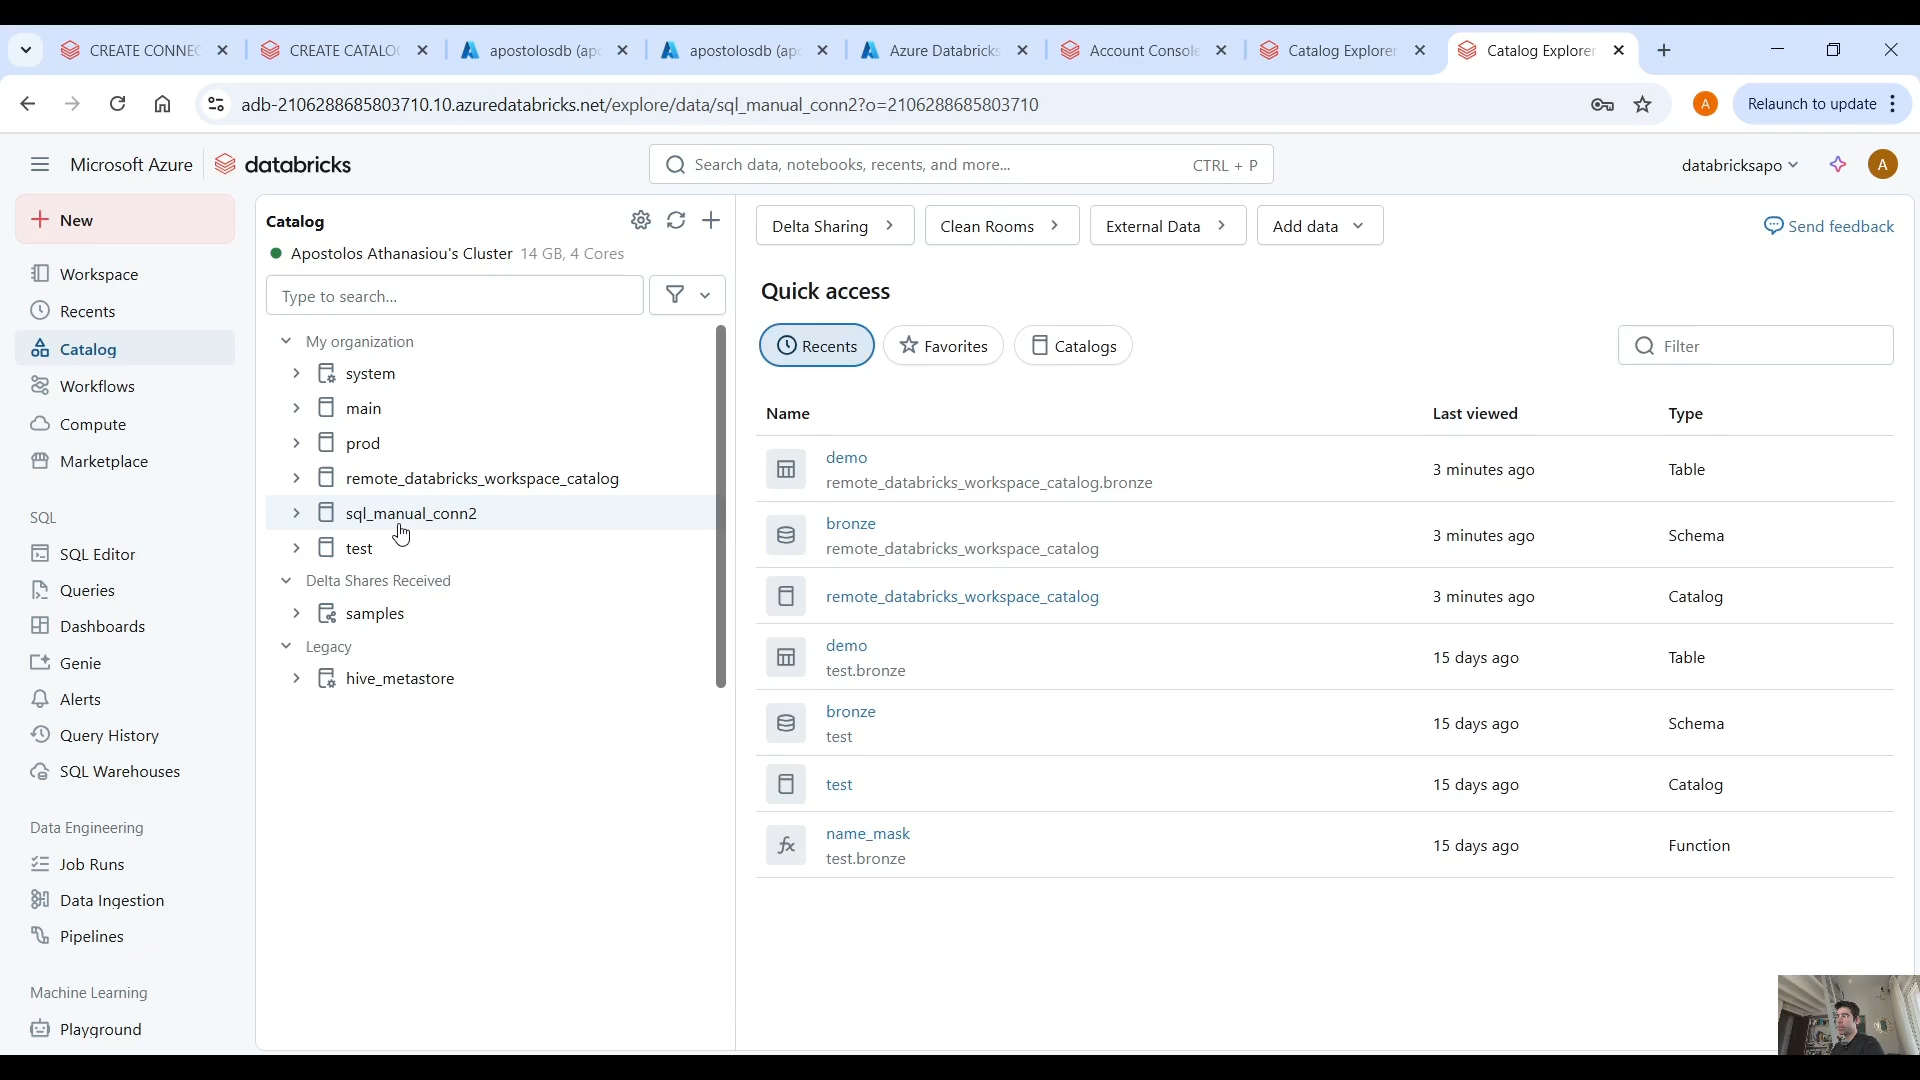 CREATE CONNEC
CREATE CATALOG
apostolosdb (apo
apostolosdb (apo
Azure Databricks
Account Console
Catalog Explorer
Catalog Explorer
adb-2106288685803710.10.azuredatabricks.net/explore/data/sql_manual_conn2?o=2106288685803710
A
Relaunch to update
Microsoft Azure
databricks
Search data, notebooks, recents, and more...
CTRL + P
databricksapo
A
New
Workspace
Recents
Catalog
Workflows
Compute
Marketplace
SQL
SQL Editor
Queries
Dashboards
Genie
Alerts
Query History
SQL Warehouses
Data Engineering
Job Runs
Data Ingestion
Pipelines
Machine Learning
Playground
Catalog
Apostolos Athanasiou's Cluster 14 GB, 4 Cores
Type to search...
My organization
system
main
prod
remote_databricks_workspace_catalog
sql_manual_conn2
test
Delta Shares Received
samples
Legacy
hive_metastore
Delta Sharing
Clean Rooms
External Data
Add data
Send feedback
Quick access
Recents
Favorites
Catalogs
Filter
Name Last viewed Type
demo
remote_databricks_workspace_catalog.bronze
3 minutes ago Table
bronze
remote_databricks_workspace_catalog
3 minutes ago Schema
remote_databricks_workspace_catalog 3 minutes ago Catalog
demo
test.bronze
15 days ago Table
bronze
test
15 days ago Schema
test 15 days ago Catalog
name_mask
test.bronze
15 days ago Function